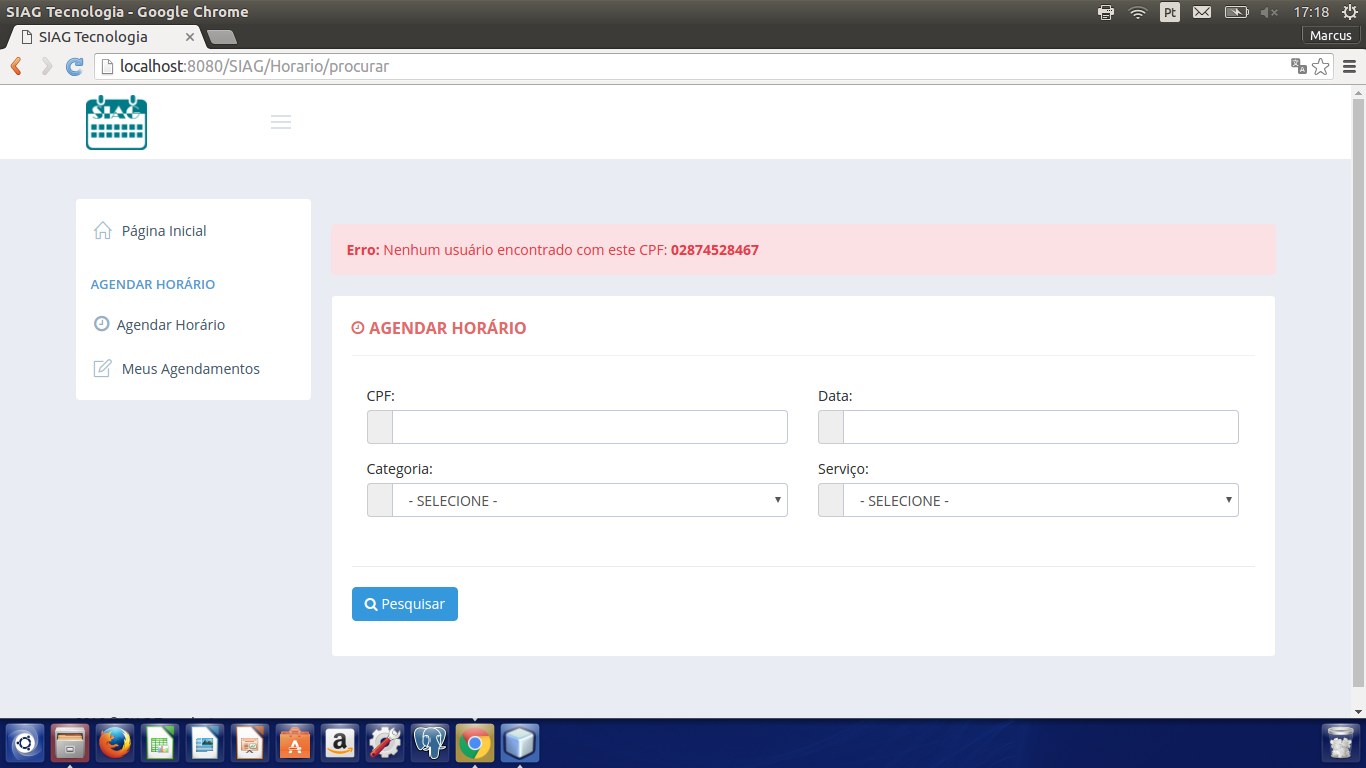 SIAG Tecnologia - Google Chrome
Pt
17:18
SIAG Tecnologia
Marcus
localhost:8080/SIAG/Horario/procurar
SIAG
Página Inicial
Erro: Nenhum usuário encontrado com este CPF: 02874528467
AGENDAR HORÁRIO
Agendar Horário
Meus Agendamentos
AGENDAR HORÁRIO
CPF:
Data:
Categoria:
Serviço:
- SELECIONE -
- SELECIONE -
Pesquisar